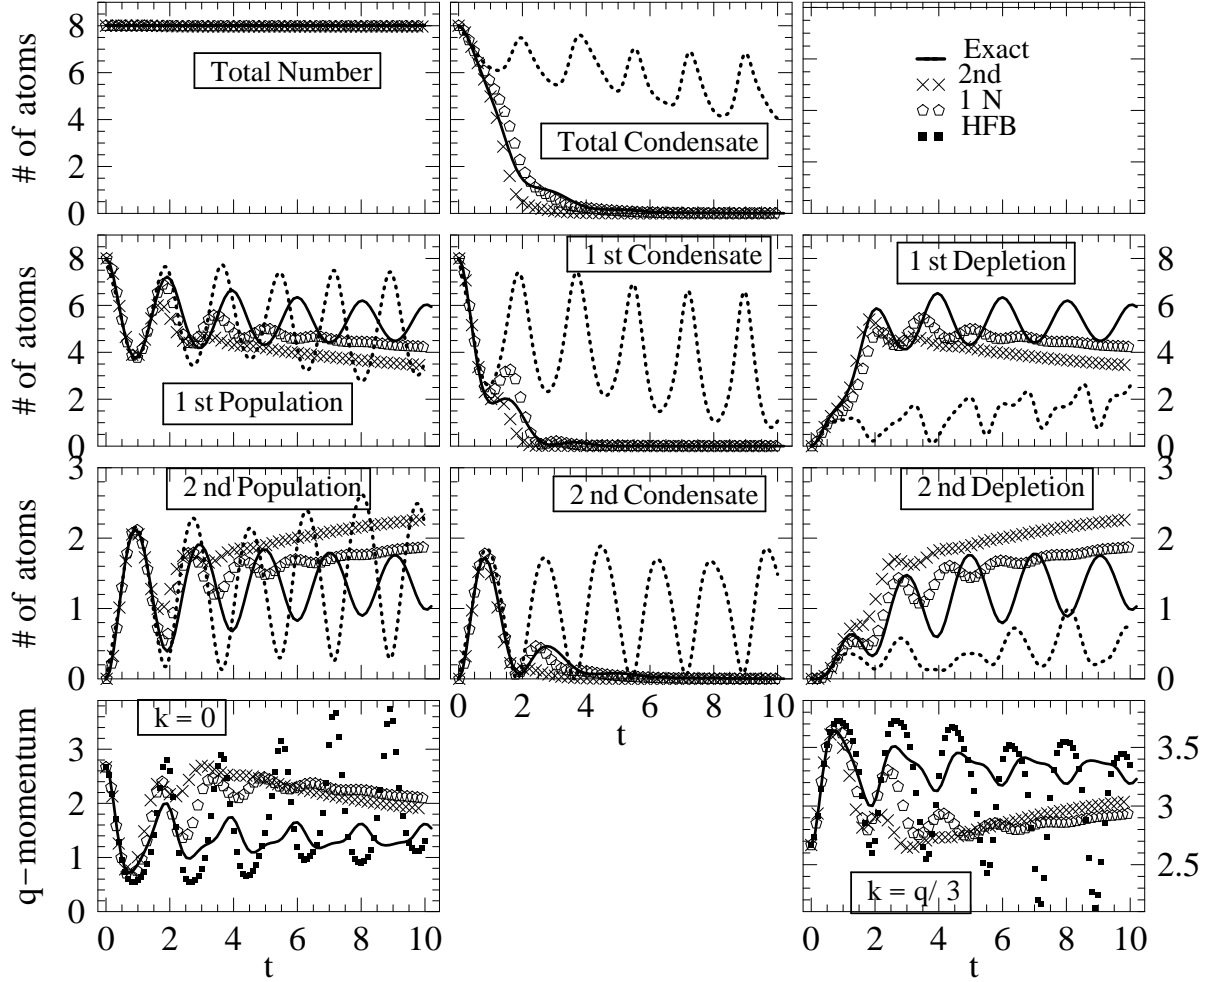 # of atoms
8
6
4
2
0
Total Number
Total Condensate
Exact
2nd
1 N
HFB
# of atoms
8
6
4
2
0
1 st Population
1 st Condensate
1 st Depletion
8
6
4
2
0
# of atoms
3
2
1
0
2 nd Population
2 nd Condensate
2 nd Depletion
3
2
1
0
0 2 4 6 8 10
t
q-momentum
3
2
1
0
k = 0
k = q/ 3
3.5
3
2.5
0 2 4 6 8 10
t
0 2 4 6 8 10
t